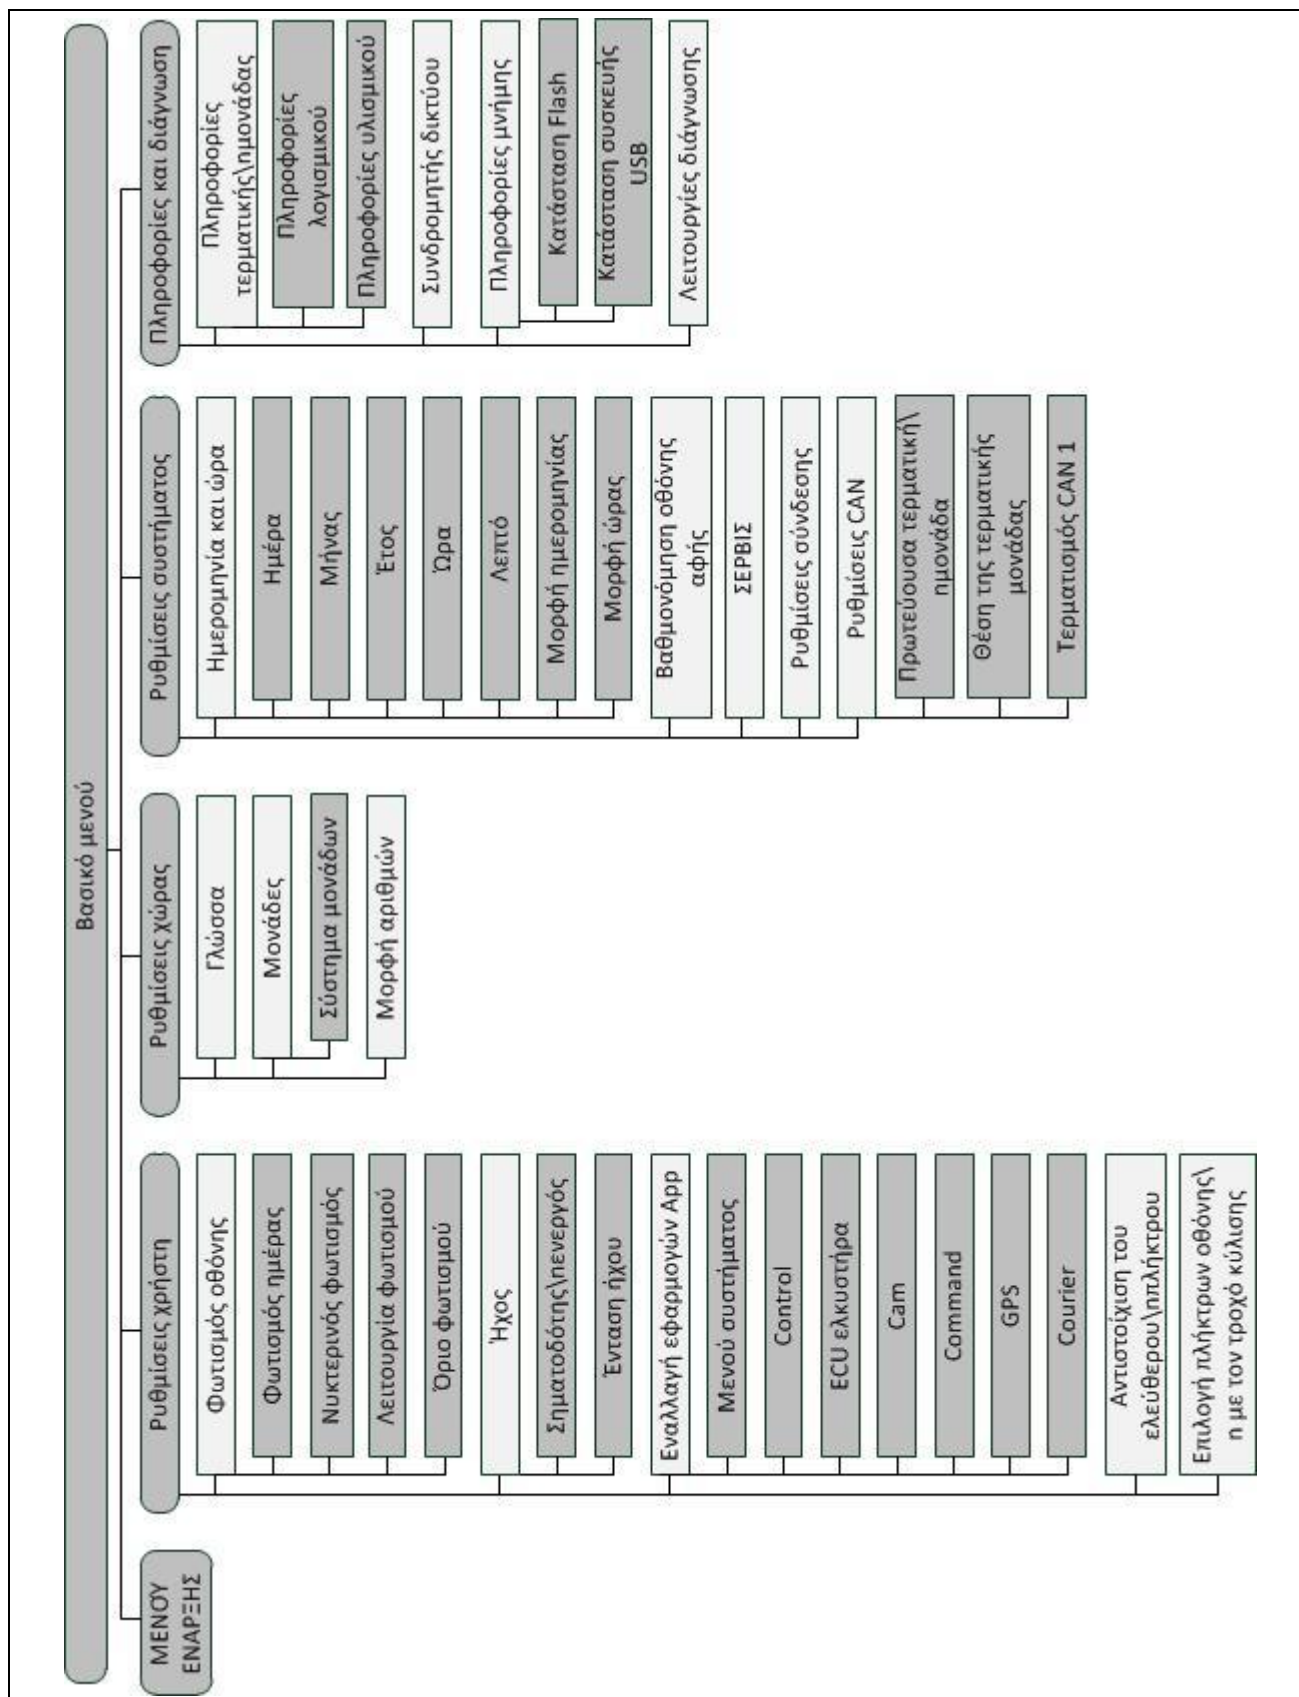 Βασικό μενού
ΜΕΝΟΥ
ΕΝΑΡΞΗΣ
Ρυθμίσεις χρήστη
Φωτισμός οθόνης
Φωτισμός ημέρας
Νυκτερινός φωτισμός
Λειτουργία φωτισμού
Όριο φωτισμού
Ήχος
Σηματοδότης\nενεργός
Ένταση ήχου
Εναλλαγή εφαρμογών App
Μενού συστήματος
Control
ECU ελκυστήρα
Cam
Command
GPS
Courier
Αντιστοίχιση του
ελεύθερου\nπλήκτρου
Επιλογή πλήκτρων οθόνης\
n με τον τροχό κύλισης
Ρυθμίσεις χώρας
Γλώσσα
Μονάδες
Σύστημα μονάδων
Μορφή αριθμών
Ρυθμίσεις συστήματος
Ημερομηνία και ώρα
Ημέρα
Μήνας
Έτος
Ώρα
Λεπτό
Μορφή ημερομηνίας
Μορφή ώρας
Βαθμονόμηση οθόνης
αφής
ΣΕΡΒΙΣ
Ρυθμίσεις σύνδεσης
Ρυθμίσεις CAN
Πρωτεύουσα τερματική\
nμονάδα
Θέση της τερματικής
μονάδας
Τερματισμός CAN 1
Πληροφορίες και διάγνωση
Πληροφορίες
τερματικής\nμονάδας
Πληροφορίες
λογισμικού
Πληροφορίες υλισμικού
Συνδρομητής δικτύου
Πληροφορίες μνήμης
Κατάσταση Flash
Κατάσταση συσκευής
USB
Λειτουργίες διάγνωσης